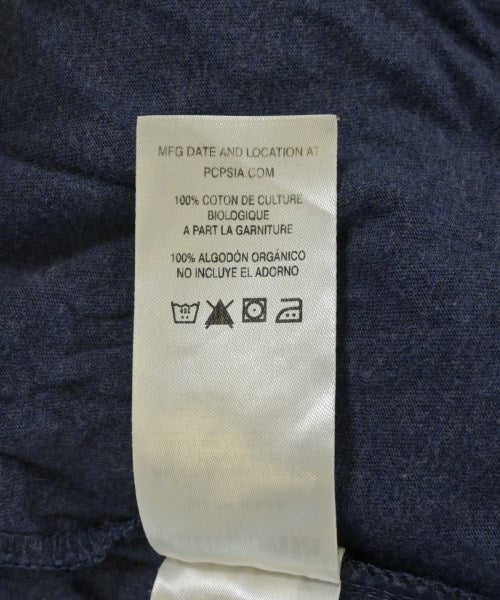 MFG DATE AND LOCATION AT
PCPSIA.COM
100% COTON DE CULTURE
BIOLOGIQUE
A PART LA GARNITURE
100% ALGODÓN ORGÁNICO
NO INCLUYE EL ADORNO